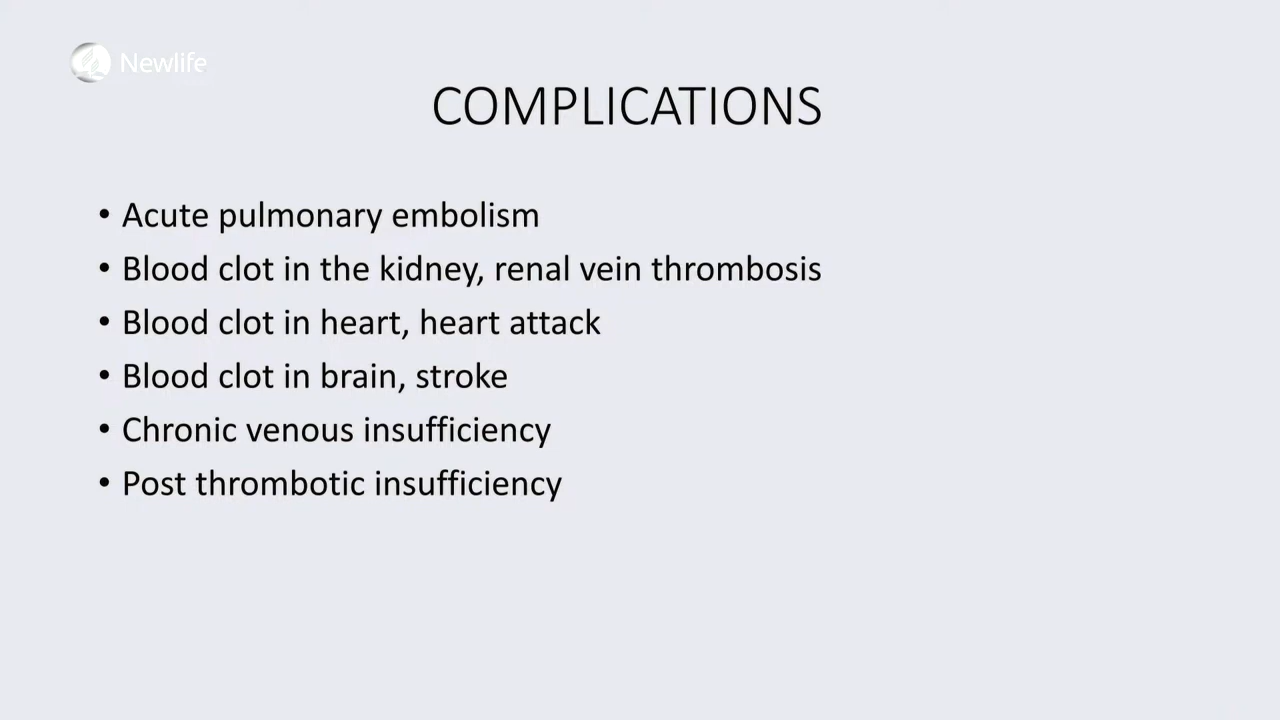 Newlife
COMPLICATIONS
• Acute pulmonary embolism
• Blood clot in the kidney, renal vein thrombosis
• Blood clot in heart, heart attack
• Blood clot in brain, stroke
• Chronic venous insufficiency
• Post thrombotic insufficiency